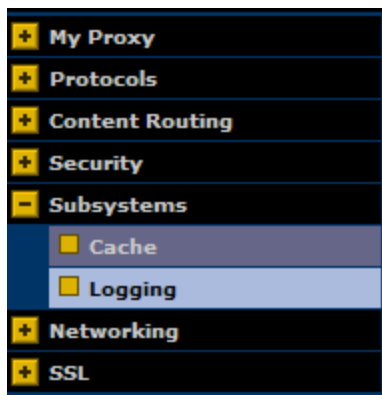 My Proxy
Protocols
Content Routing
Security
Subsystems
Cache
Logging
Networking
SSL